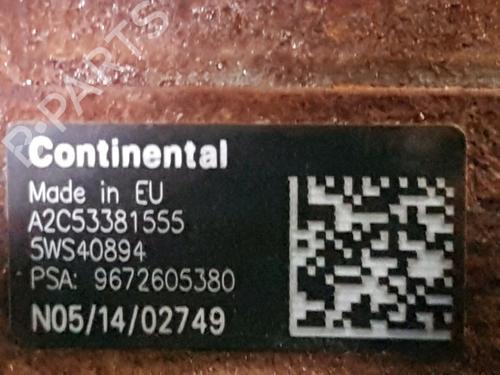 B-PARTS
Continental
Made in EU
A2C53381555
5WS40894
PSA: 9672605380
N05/14/02749